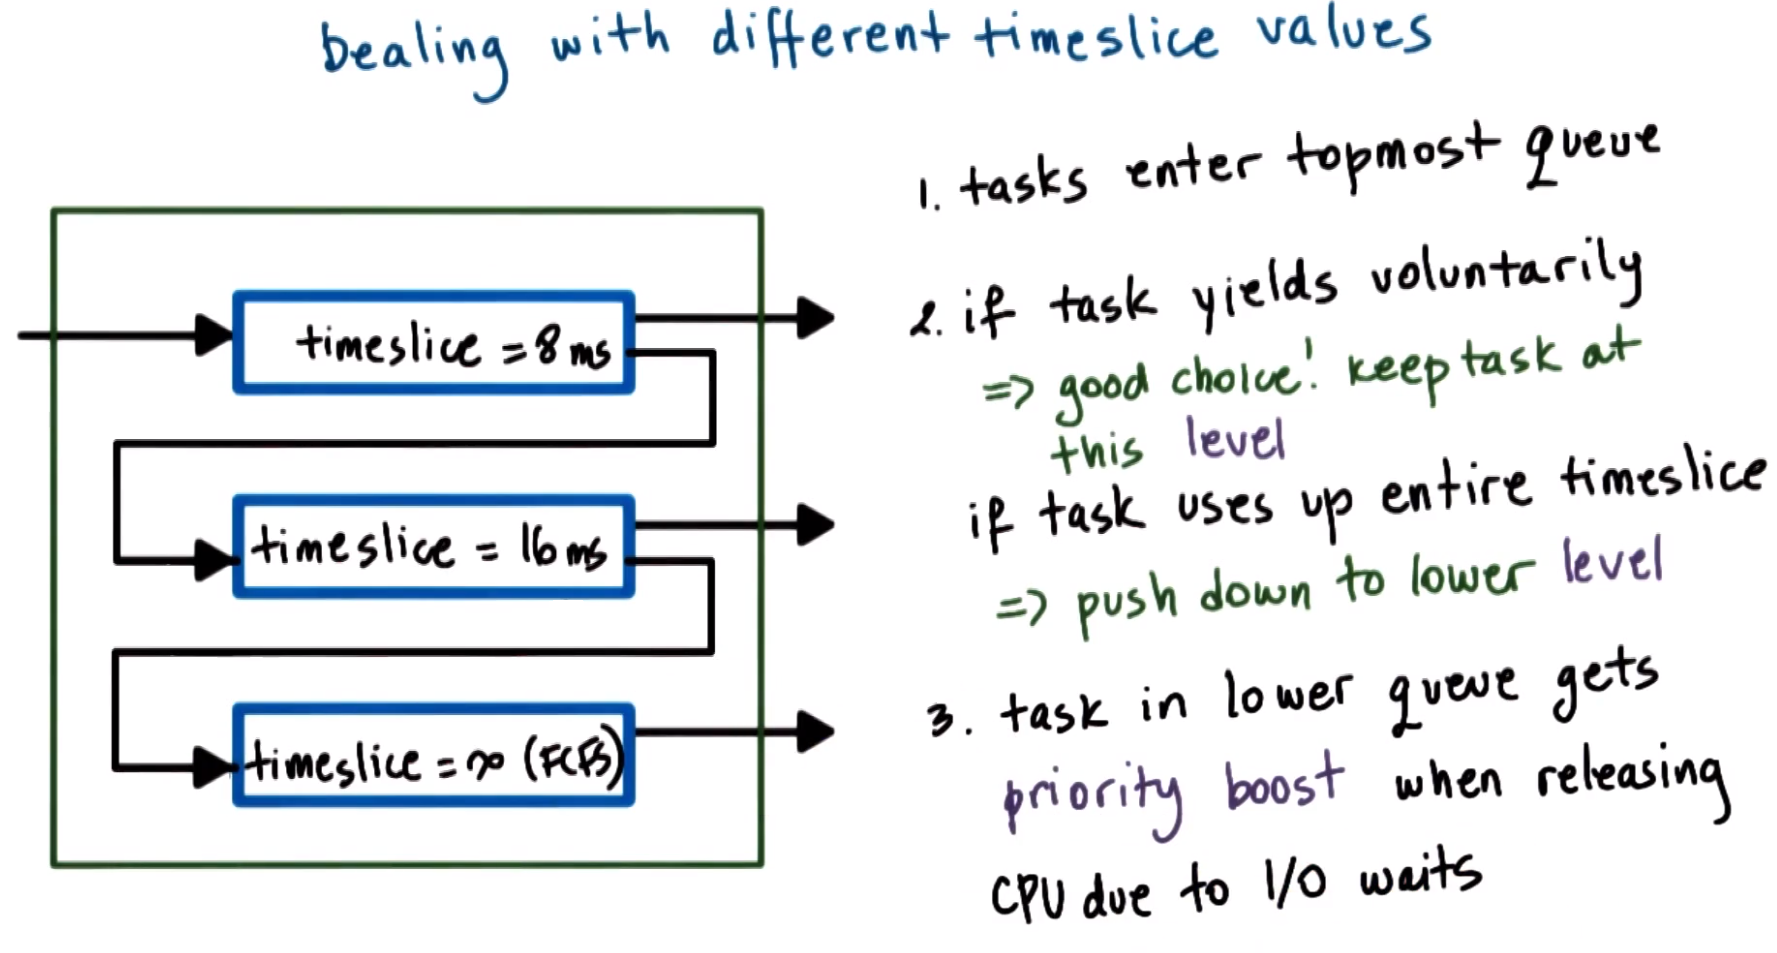 Dealing with different timeslice values
timeslice = 8 ms
timeslice = 16 ms
timeslice = ∞ (FCFS)
1. tasks enter topmost queue
2. if task yields voluntarily
=> good choice! keep task at
this level
if task uses up entire timeslice
=> push down to lower level
3. task in lower queue gets
priority boost when releasing
CPU due to I/O waits